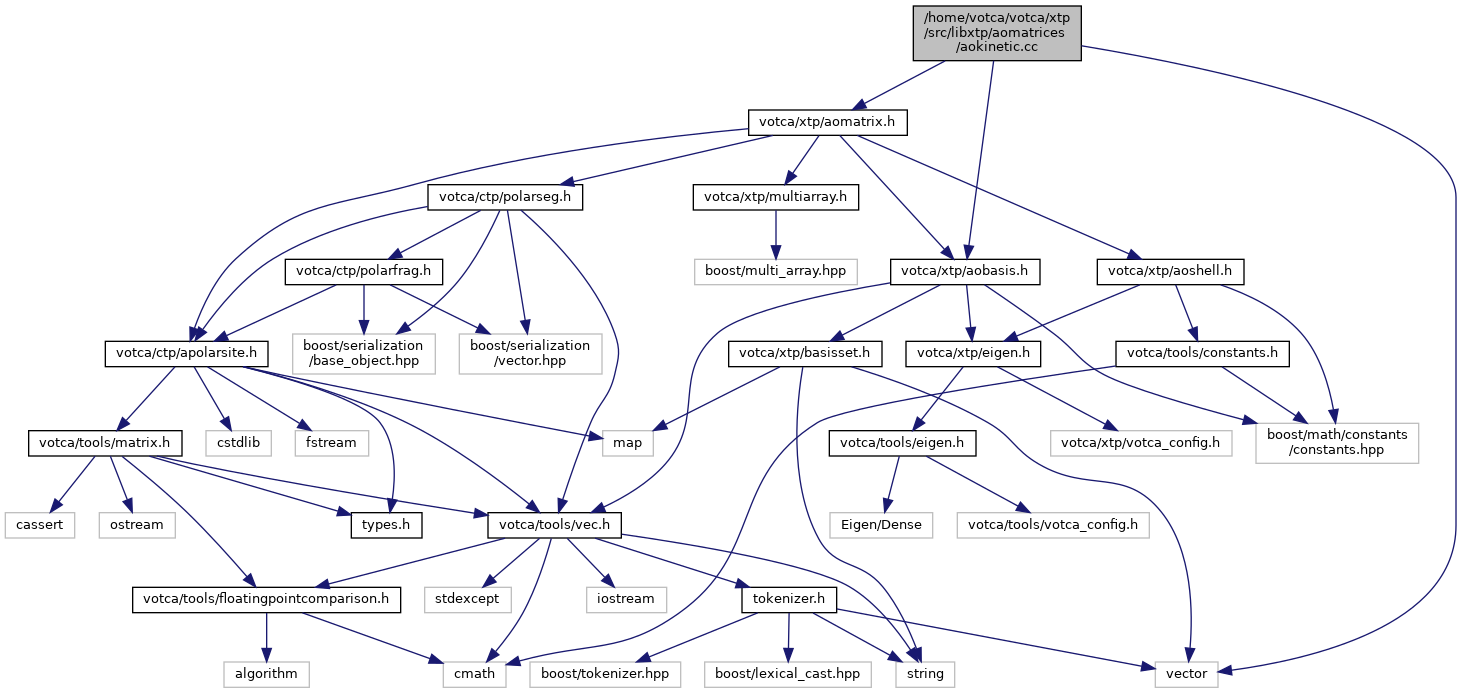 /home/votca/votca/xtp
/src/libxtp/aomatrices
/aokinetic.cc
votca/xtp/aomatrix.h
votca/ctp/polarseg.h
votca/xtp/multiarray.h
votca/ctp/polarfrag.h
boost/multi_array.hpp
votca/xtp/aobasis.h
votca/xtp/aoshell.h
votca/ctp/apolarsite.h
boost/serialization
/base_object.hpp
boost/serialization
/vector.hpp
votca/xtp/basisset.h
votca/xtp/eigen.h
votca/tools/constants.h
votca/tools/matrix.h
cstdlib
fstream
map
votca/tools/eigen.h
votca/xtp/votca_config.h
boost/math/constants
/constants.hpp
cassert
ostream
types.h
votca/tools/vec.h
Eigen/Dense
votca/tools/votca_config.h
votca/tools/floatingpointcomparison.h
stdexcept
iostream
tokenizer.h
algorithm
cmath
boost/tokenizer.hpp
boost/lexical_cast.hpp
string
vector